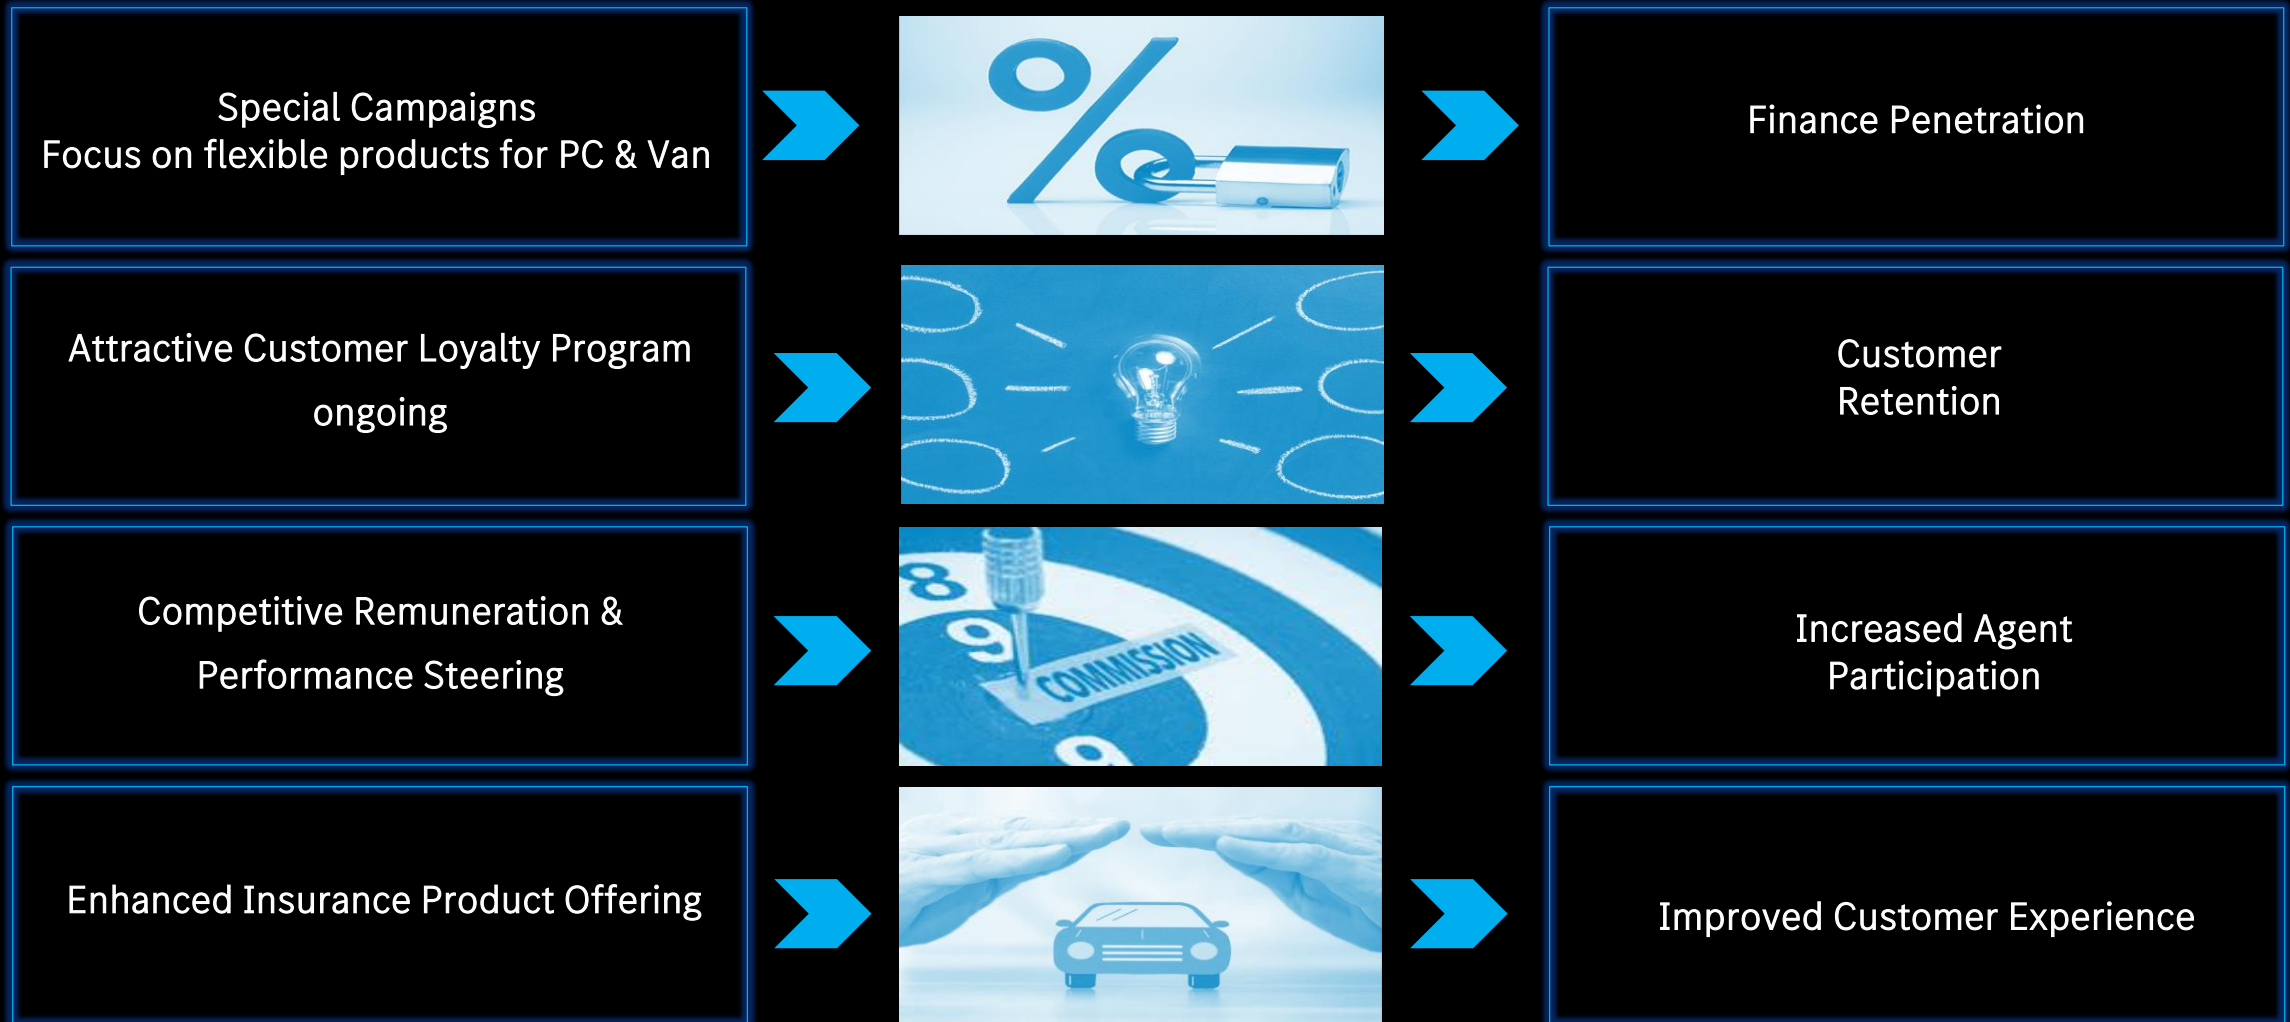 Special Campaigns
Focus on flexible products for PC & Van
%
Finance Penetration
Attractive Customer Loyalty Program
ongoing
Customer
Retention
Competitive Remuneration &
Performance Steering
8
9
COMMISSION
9
Increased Agent
Participation
Enhanced Insurance Product Offering
Improved Customer Experience